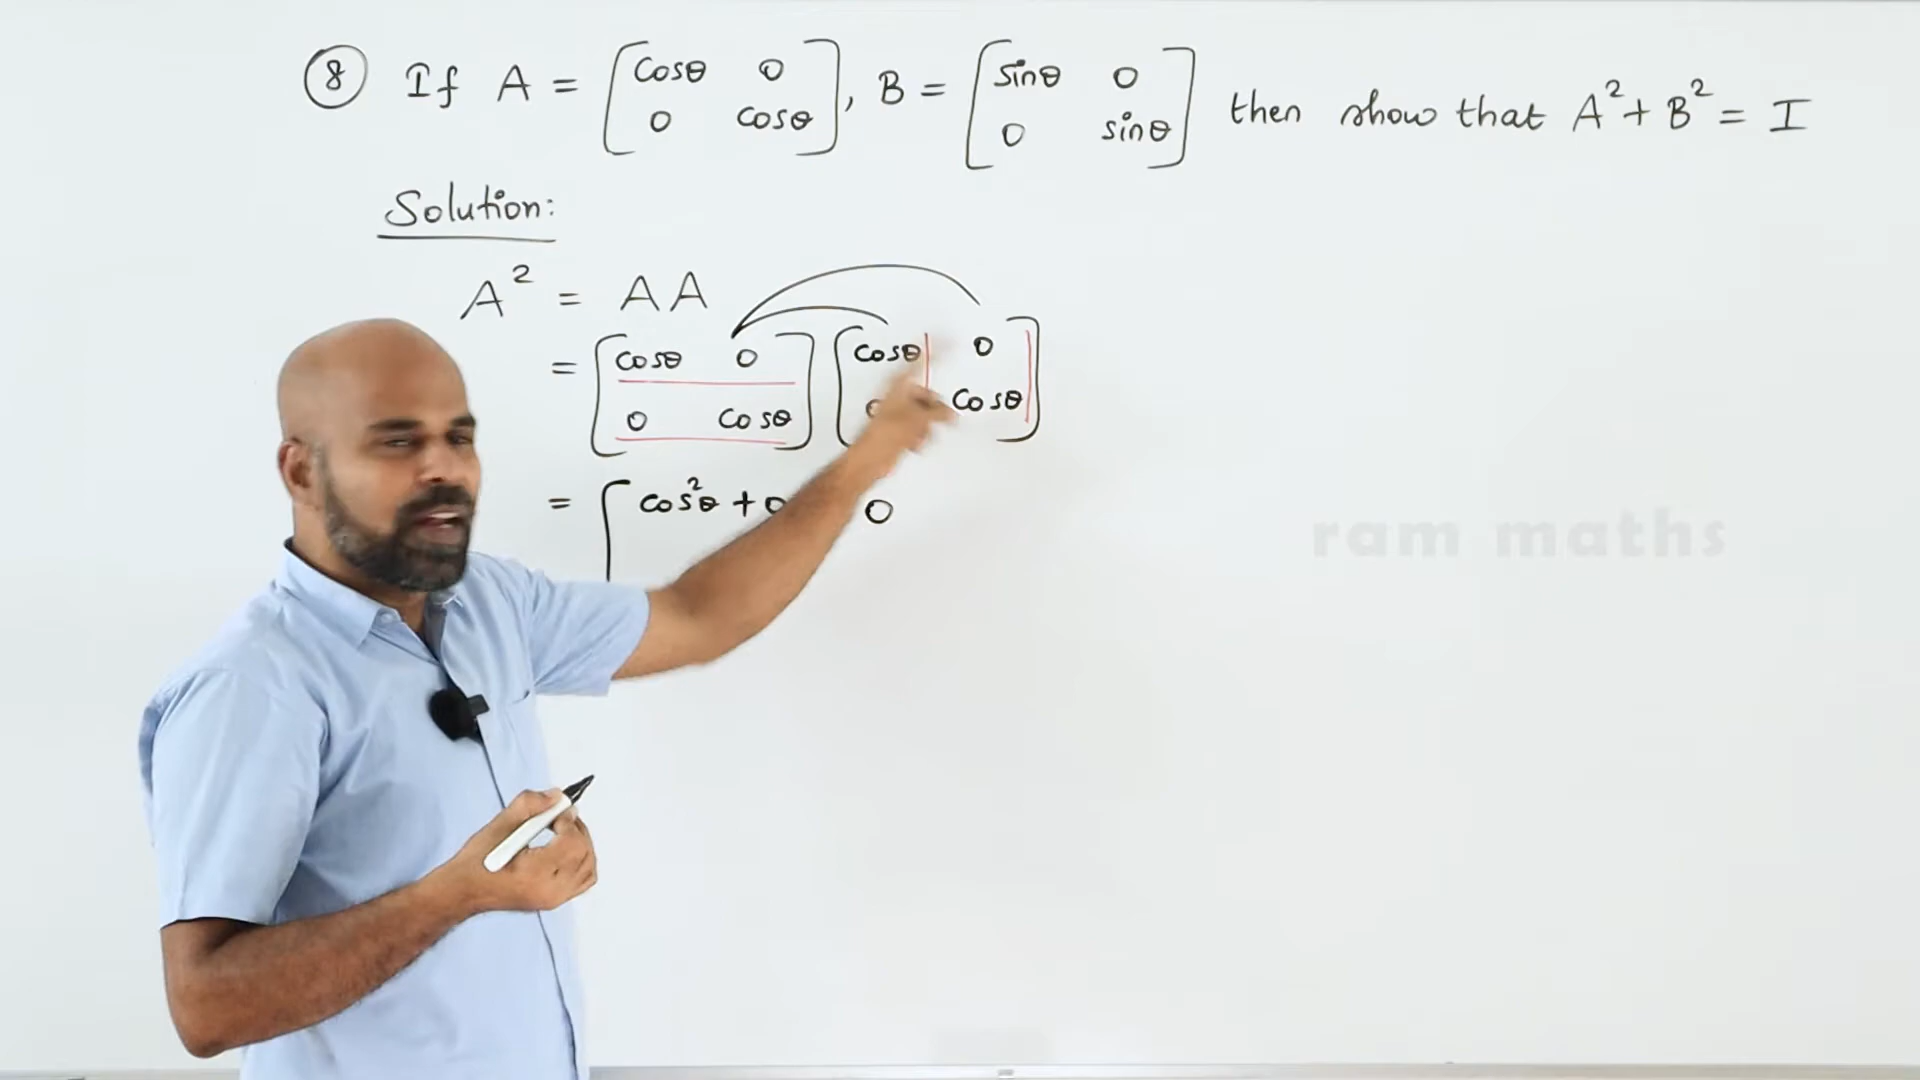 ⑧ If A = [cosθ 0 , B = [sinθ 0 then show that A² + B² = I
0 cosθ] 0 sinθ]
Solution:
A² = AA
= [cosθ 0 [cosθ 0
0 cosθ] cosθ]
= [cos²θ + 0 0
ram maths